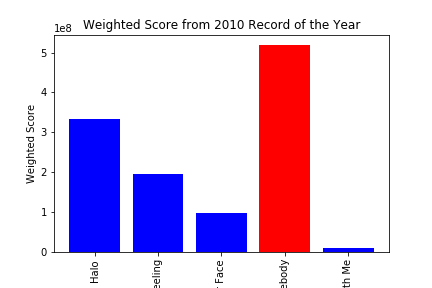 Weighted Score from 2010 Record of the Year
1e8
5
4
3
2
1
0
Weighted Score
Halo
eeling
Face
ebody
th Me